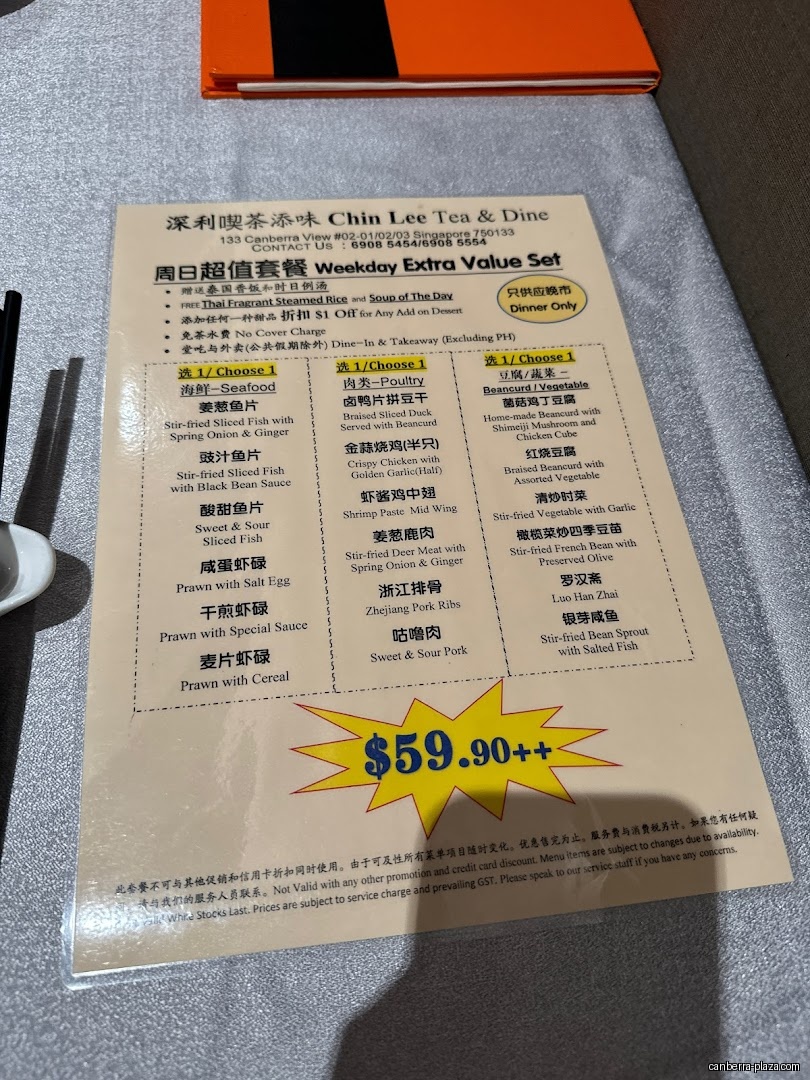 深利喫茶添味 Chin Lee Tea & Dine
133 Canberra View #02-01/02/03 Singapore 750133
CONTACT US : 6908 5454/6908 5554
周日超值套餐 Weekday Extra Value Set
• 赠送泰国香饭和时日例汤
• FREE Thai Fragrant Steamed Rice and Soup of The Day
• 添加任何一种甜品 折扣 $1 Off for Any Add on Dessert
• 免茶水费 No Cover Charge
• 堂吃与外卖(公共假期除外) Dine-In & Takeaway (Excluding PH)
只供应晚市
Dinner Only
选 1/ Choose 1
海鲜-Seafood
姜葱鱼片
Stir-fried Sliced Fish with
Spring Onion & Ginger
豉汁鱼片
Stir-fried Sliced Fish
with Black Bean Sauce
酸甜鱼片
Sweet & Sour
Sliced Fish
咸蛋虾碌
Prawn with Salt Egg
干煎虾碌
Prawn with Special Sauce
麦片虾碌
Prawn with Cereal
选 1/ Choose 1
肉类-Poultry
卤鸭片拼豆干
Braised Sliced Duck
Served with Beancurd
金蒜烧鸡(半只)
Crispy Chicken with
Golden Garlic(Half)
虾酱鸡中翅
Shrimp Paste Mid Wing
姜葱鹿肉
Stir-fried Deer Meat with
Spring Onion & Ginger
浙江排骨
Zhejiang Pork Ribs
咕噜肉
Sweet & Sour Pork
选 1/ Choose 1
豆腐/蔬菜 –
Beancurd / Vegetable
菌菇鸡丁豆腐
Home-made Beancurd with
Shimeiji Mushroom and
Chicken Cube
红烧豆腐
Braised Beancurd with
Assorted Vegetable
清炒时菜
Stir-fried Vegetable with Garlic
橄榄菜炒四季豆苗
Stir-fried French Bean with
Preserved Olive
罗汉斋
Luo Han Zhai
银芽咸鱼
Stir-fried Bean Sprout
with Salted Fish
$59.90++
此套餐不可与其他促销和信用卡折扣同时使用。由于可及性所有菜单项目随时变化。优惠售完为止。服务费与消费税另计。如果您有任何疑
请与我们的服务人员联系。Not Valid with any other promotion and credit card discount. Menu items are subject to changes due to availability.
While Stocks Last. Prices are subject to service charge and prevailing GST. Please speak to our service staff if you have any concerns.
canberra-plaza.com